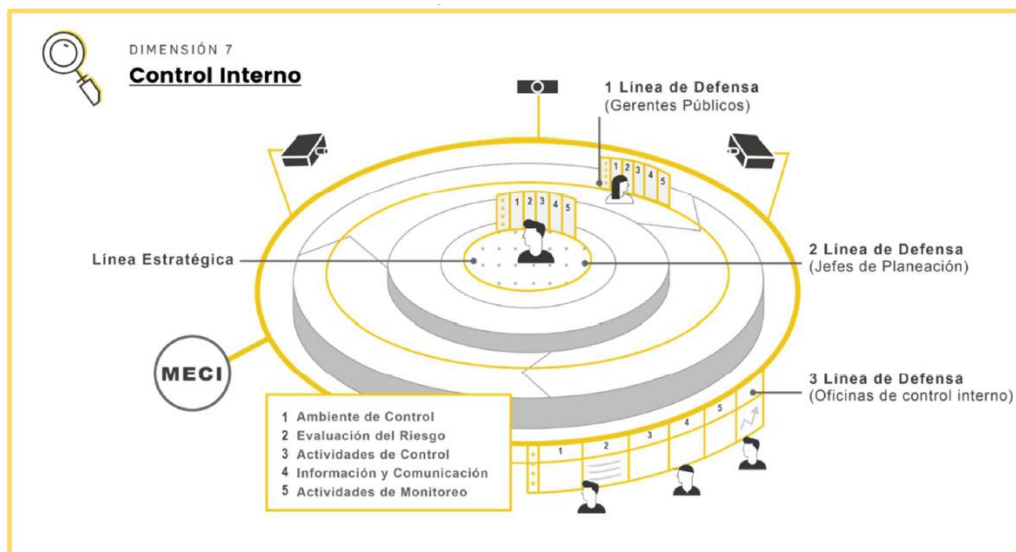 DIMENSIÓN 7
Control Interno
1 Línea de Defensa
(Gerentes Públicos)
1 2 3 4 5
1 2 3 4 5
Línea Estratégica
2 Línea de Defensa
(Jefes de Planeación)
MECI
3 Línea de Defensa
(Oficinas de control interno)
1 Ambiente de Control
2 Evaluación del Riesgo
3 Actividades de Control
4 Información y Comunicación
5 Actividades de Monitoreo
1 2 3 4 5